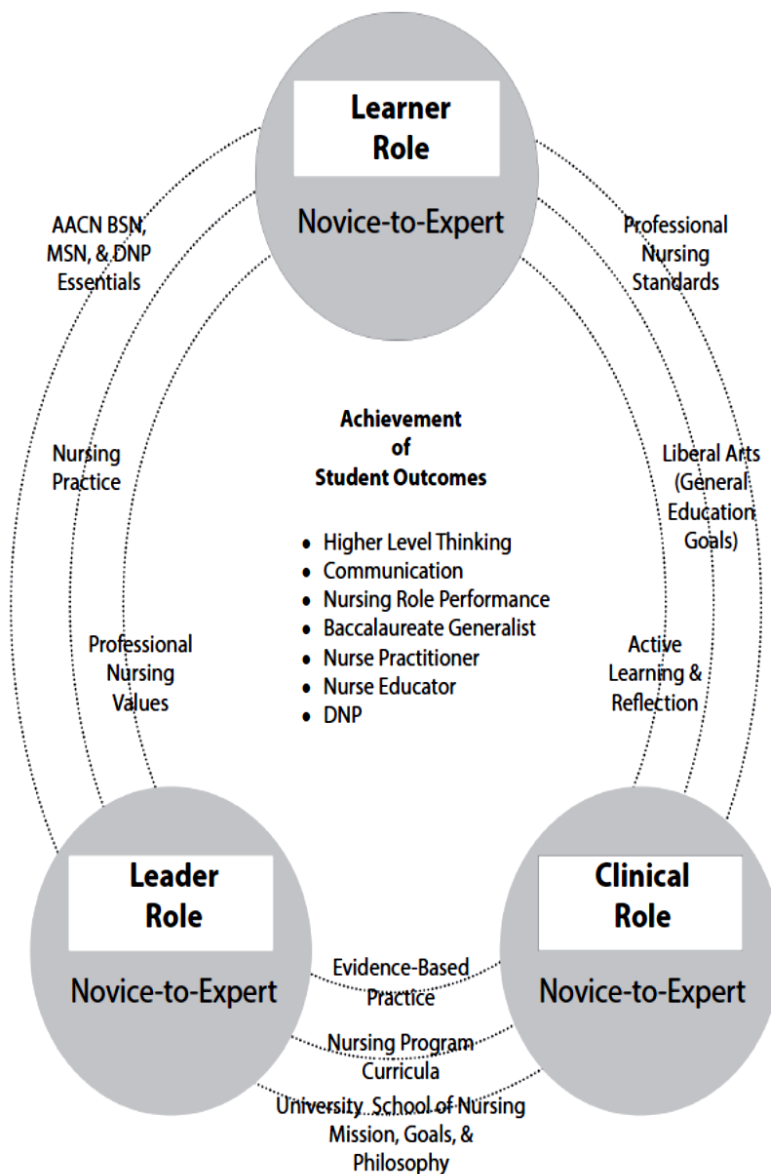 Learner
Role
Novice-to-Expert
AACN BSN,
MSN, & DNP
Essentials
Professional
Nursing
Standards
Achievement
of
Student Outcomes
Nursing
Practice
Liberal Arts
(General
Education
Goals)
• Higher Level Thinking
• Communication
• Nursing Role Performance
• Baccalaureate Generalist
• Nurse Practitioner
• Nurse Educator
• DNP
Professional
Nursing
Values
Active
Learning &
Reflection
Leader
Role
Novice-to-Expert
Clinical
Role
Novice-to-Expert
Evidence-Based
Practice
Nursing Program
Curricula
University School of Nursing
Mission, Goals, &
Philosophy